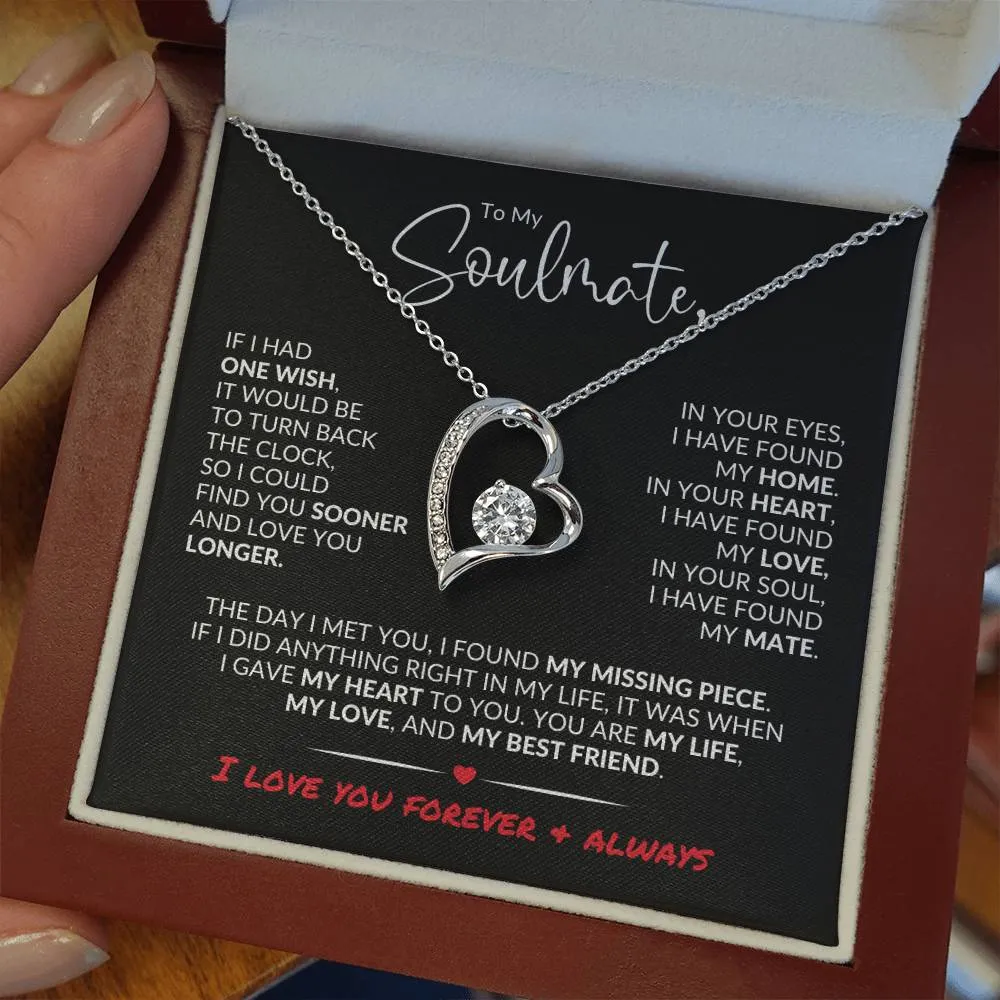 To My
Soulmate,
IF I HAD
ONE WISH,
IT WOULD BE
TO TURN BACK
THE CLOCK,
SO I COULD
FIND YOU SOONER
AND LOVE YOU
LONGER.
IN YOUR EYES,
I HAVE FOUND
MY HOME.
IN YOUR HEART,
I HAVE FOUND
MY LOVE,
IN YOUR SOUL,
I HAVE FOUND
MY MATE.
THE DAY I MET YOU, I FOUND MY MISSING PIECE.
IF I DID ANYTHING RIGHT IN MY LIFE, IT WAS WHEN
I GAVE MY HEART TO YOU. YOU ARE MY LIFE,
MY LOVE, AND MY BEST FRIEND.
I LOVE YOU FOREVER & ALWAYS